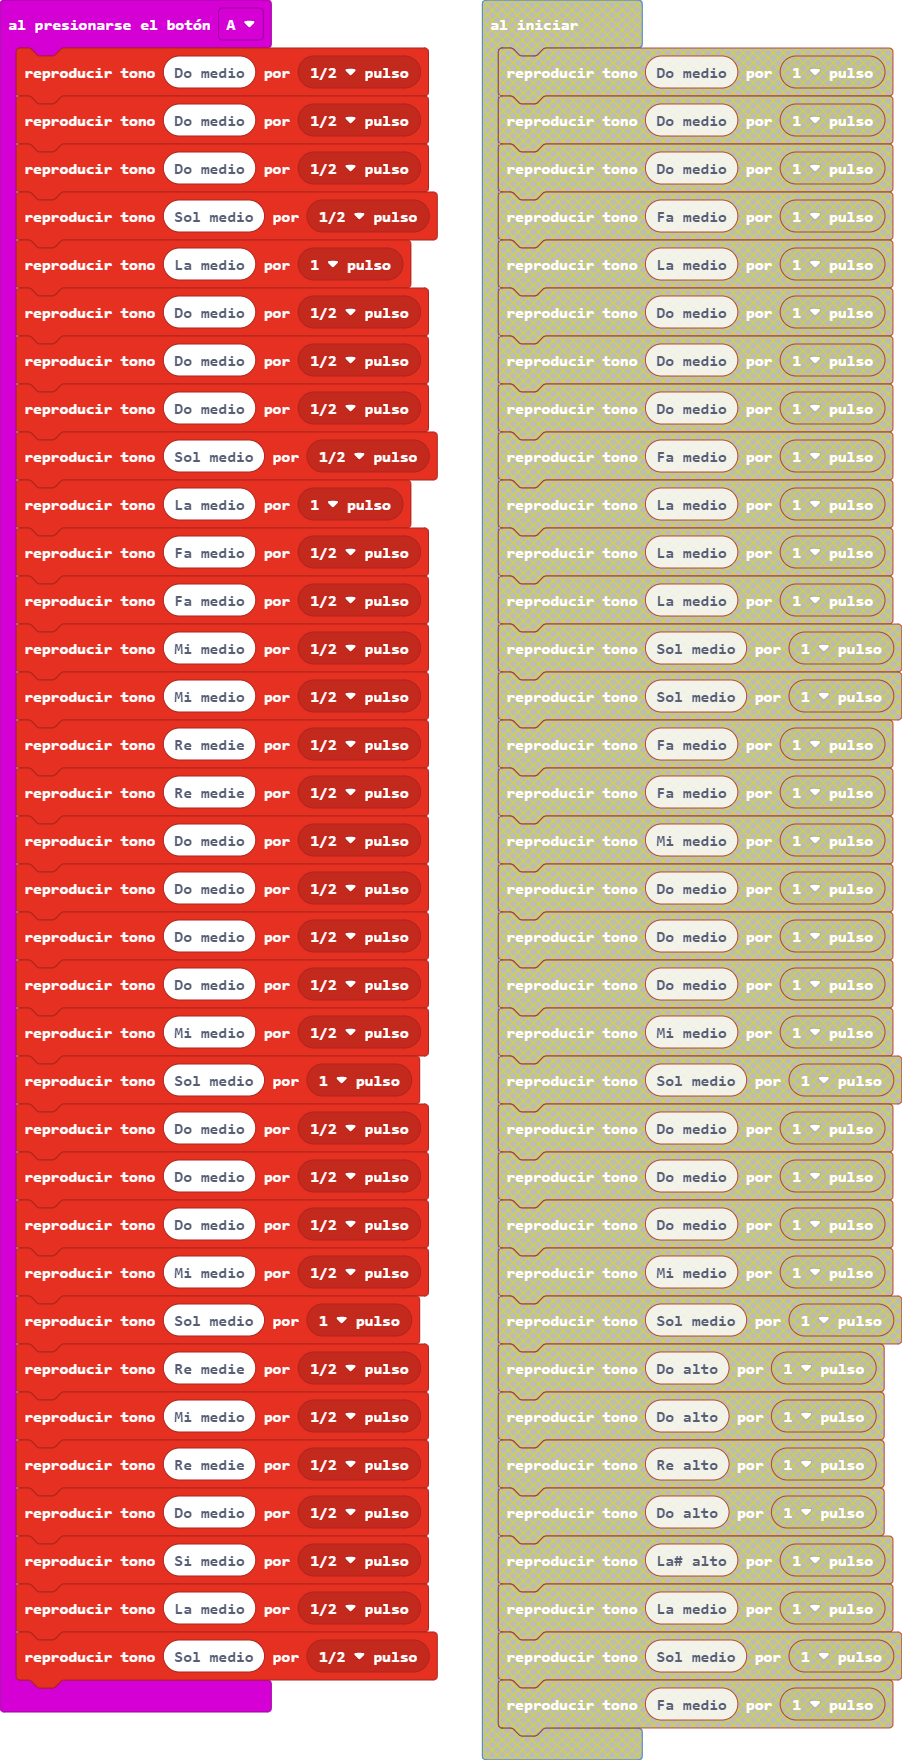 al presionarse el botón A
reproducir tono Do medio por 1/2 pulso
reproducir tono Do medio por 1/2 pulso
reproducir tono Do medio por 1/2 pulso
reproducir tono Sol medio por 1/2 pulso
reproducir tono La medio por 1 pulso
reproducir tono Do medio por 1/2 pulso
reproducir tono Do medio por 1/2 pulso
reproducir tono Do medio por 1/2 pulso
reproducir tono Sol medio por 1/2 pulso
reproducir tono La medio por 1 pulso
reproducir tono Fa medio por 1/2 pulso
reproducir tono Fa medio por 1/2 pulso
reproducir tono Mi medio por 1/2 pulso
reproducir tono Mi medio por 1/2 pulso
reproducir tono Re medie por 1/2 pulso
reproducir tono Re medie por 1/2 pulso
reproducir tono Do medio por 1/2 pulso
reproducir tono Do medio por 1/2 pulso
reproducir tono Do medio por 1/2 pulso
reproducir tono Do medio por 1/2 pulso
reproducir tono Mi medio por 1/2 pulso
reproducir tono Sol medio por 1 pulso
reproducir tono Do medio por 1/2 pulso
reproducir tono Do medio por 1/2 pulso
reproducir tono Do medio por 1/2 pulso
reproducir tono Mi medio por 1/2 pulso
reproducir tono Sol medio por 1 pulso
reproducir tono Re medie por 1/2 pulso
reproducir tono Mi medio por 1/2 pulso
reproducir tono Re medie por 1/2 pulso
reproducir tono Do medio por 1/2 pulso
reproducir tono Si medio por 1/2 pulso
reproducir tono La medio por 1/2 pulso
reproducir tono Sol medio por 1/2 pulso
al iniciar
reproducir tono Do medio por 1 pulso
reproducir tono Do medio por 1 pulso
reproducir tono Do medio por 1 pulso
reproducir tono Fa medio por 1 pulso
reproducir tono La medio por 1 pulso
reproducir tono Do medio por 1 pulso
reproducir tono Do medio por 1 pulso
reproducir tono Do medio por 1 pulso
reproducir tono Fa medio por 1 pulso
reproducir tono La medio por 1 pulso
reproducir tono La medio por 1 pulso
reproducir tono La medio por 1 pulso
reproducir tono Sol medio por 1 pulso
reproducir tono Sol medio por 1 pulso
reproducir tono Fa medio por 1 pulso
reproducir tono Fa medio por 1 pulso
reproducir tono Mi medio por 1 pulso
reproducir tono Do medio por 1 pulso
reproducir tono Do medio por 1 pulso
reproducir tono Do medio por 1 pulso
reproducir tono Mi medio por 1 pulso
reproducir tono Sol medio por 1 pulso
reproducir tono Do medio por 1 pulso
reproducir tono Do medio por 1 pulso
reproducir tono Do medio por 1 pulso
reproducir tono Mi medio por 1 pulso
reproducir tono Sol medio por 1 pulso
reproducir tono Do alto por 1 pulso
reproducir tono Do alto por 1 pulso
reproducir tono Re alto por 1 pulso
reproducir tono Do alto por 1 pulso
reproducir tono La# alto por 1 pulso
reproducir tono La medio por 1 pulso
reproducir tono Sol medio por 1 pulso
reproducir tono Fa medio por 1 pulso